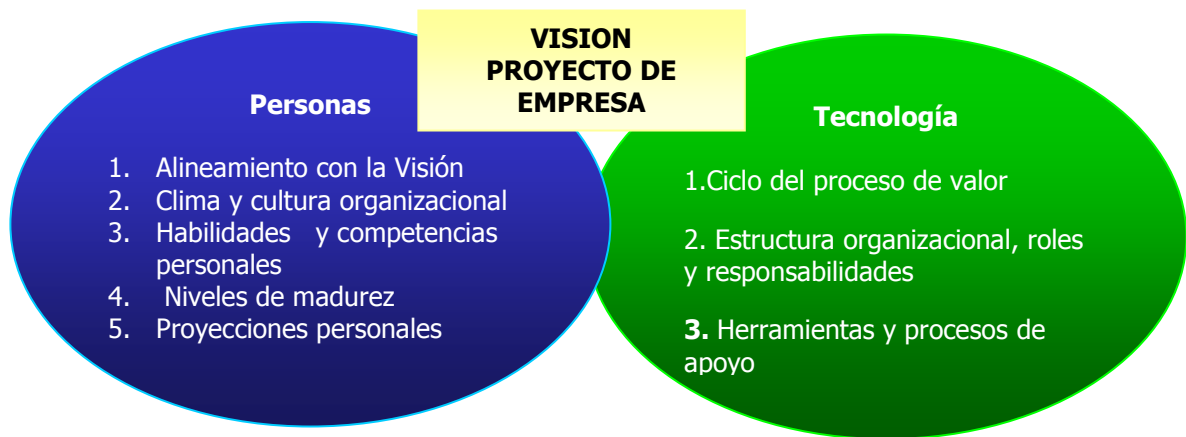 VISION
PROYECTO DE
EMPRESA
Personas
1. Alineamiento con la Visión
2. Clima y cultura organizacional
3. Habilidades y competencias
personales
4. Niveles de madurez
5. Proyecciones personales
Tecnología
1.Ciclo del proceso de valor
2. Estructura organizacional, roles
y responsabilidades
3. Herramientas y procesos de
apoyo